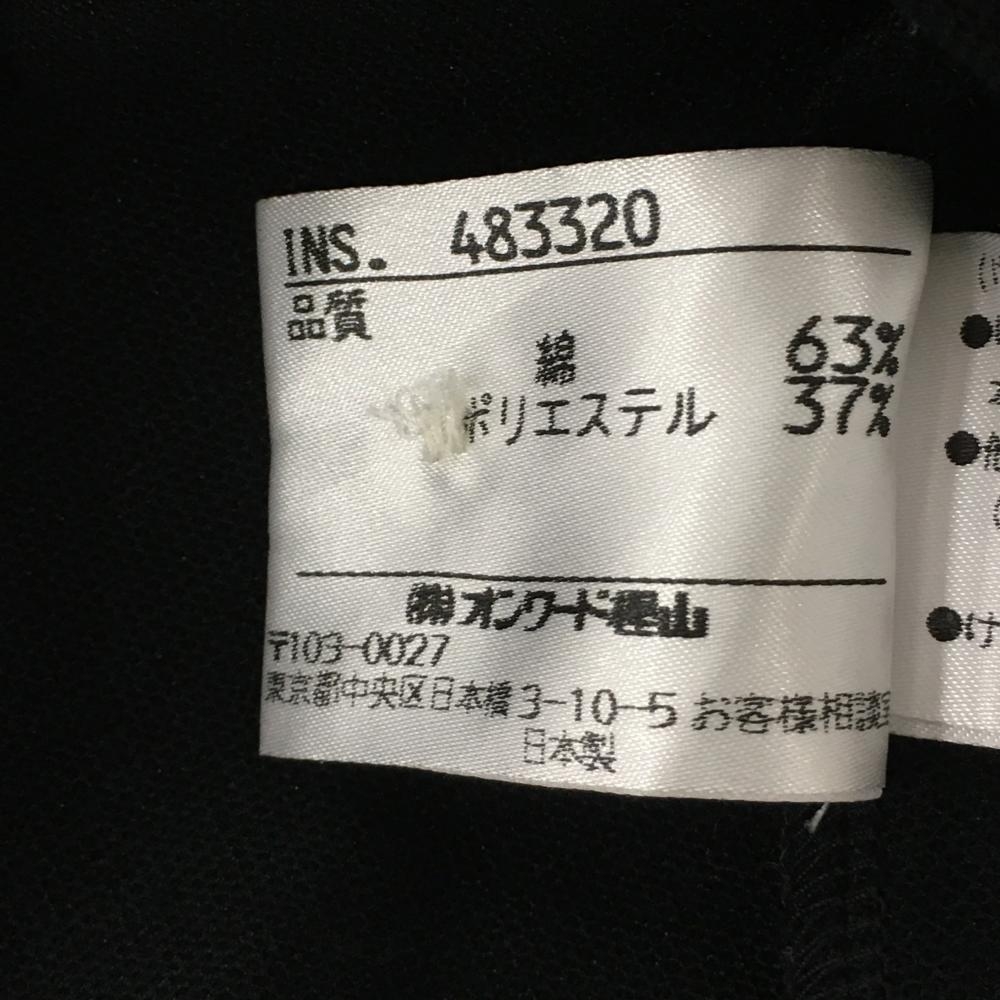 INS. 483320
品質
綿 63%
ポリエステル 37%
㈱オンワード樫山
〒103-0027
東京都中央区日本橋3-10-5 お客様相談室
日本製